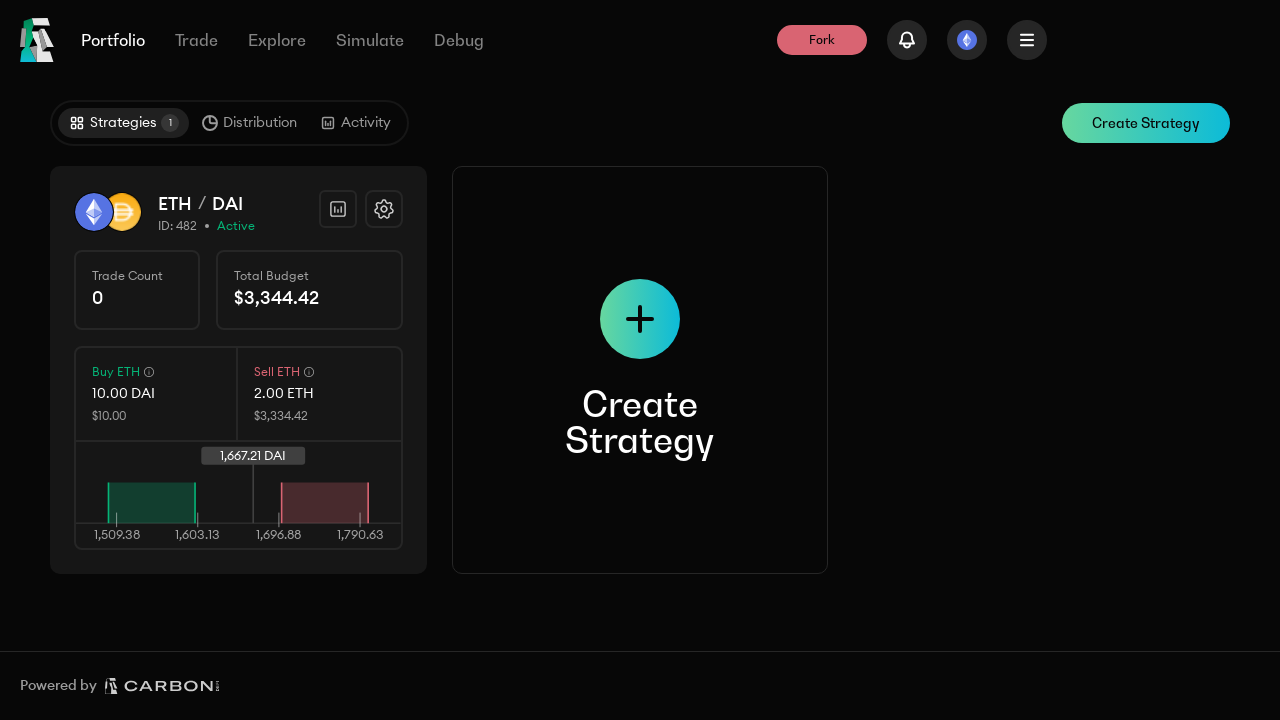 Portfolio
Trade
Explore
Simulate
Debug
Fork
Strategies 1
Distribution
Activity
Create Strategy
ETH / DAI
ID: 482 • Active
Trade Count
0
Total Budget
$3,344.42
Buy ETH
10.00 DAI
$10.00
Sell ETH
2.00 ETH
$3,334.42
1,667.21 DAI
1,509.38
1,603.13
1,696.88
1,790.63
Create
Strategy
Powered by
CARBON